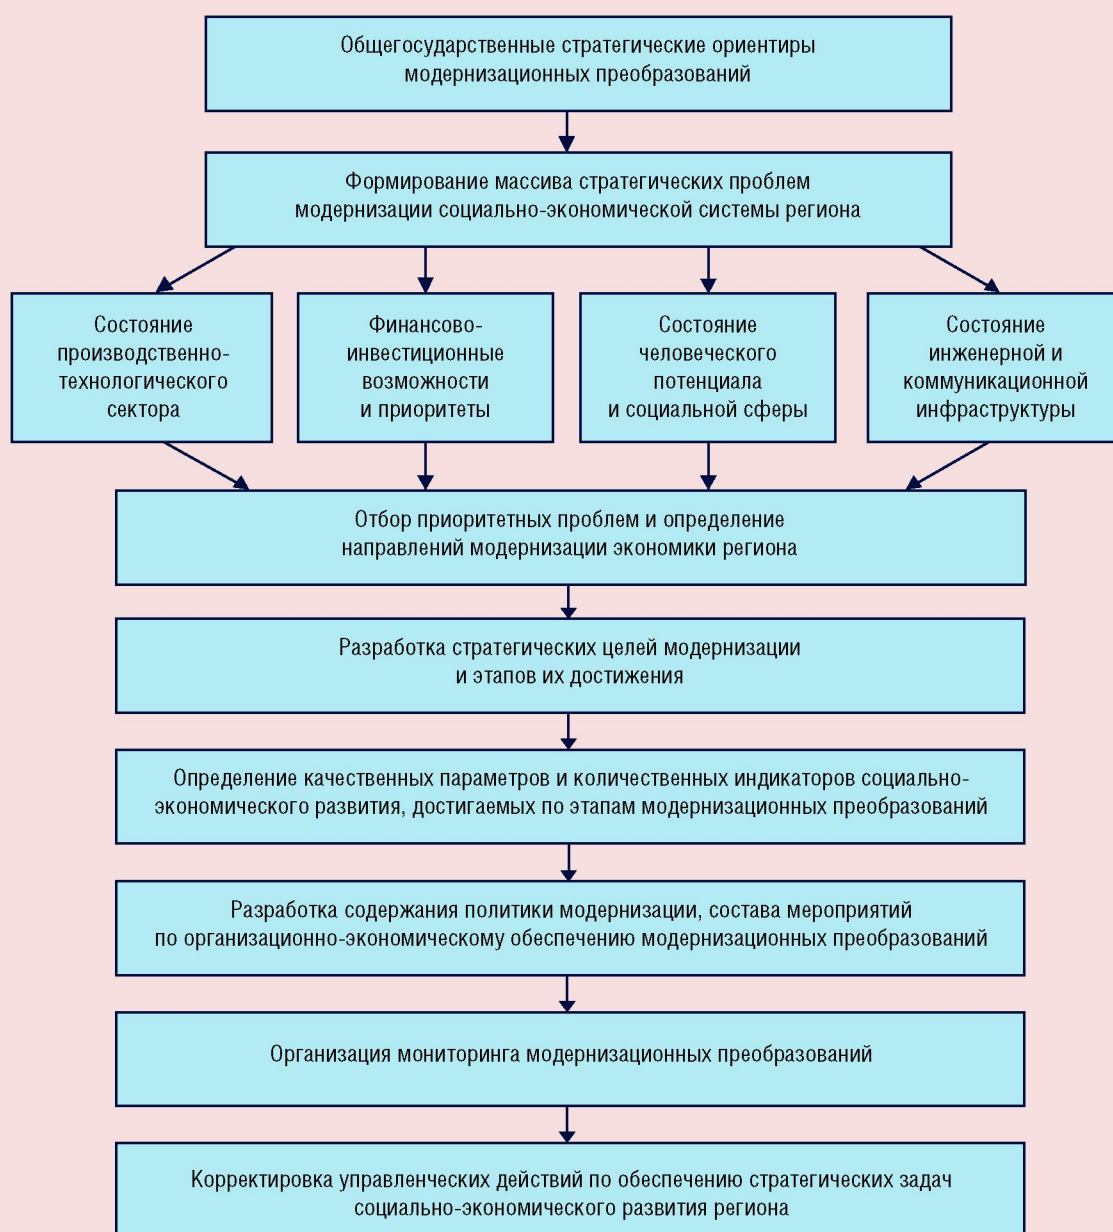 Общегосударственные стратегические ориентиры
модернизационных преобразований
Формирование массива стратегических проблем
модернизации социально-экономической системы региона
Состояние
производственно-
технологического
сектора
Финансово-
инвестиционные
возможности
и приоритеты
Состояние
человеческого
потенциала
и социальной сферы
Состояние
инженерной и
коммуникационной
инфраструктуры
Отбор приоритетных проблем и определение
направлений модернизации экономики региона
Разработка стратегических целей модернизации
и этапов их достижения
Определение качественных параметров и количественных индикаторов социально-
экономического развития, достигаемых по этапам модернизационных преобразований
Разработка содержания политики модернизации, состава мероприятий
по организационно-экономическому обеспечению модернизационных преобразований
Организация мониторинга модернизационных преобразований
Корректировка управленческих действий по обеспечению стратегических задач
социально-экономического развития региона